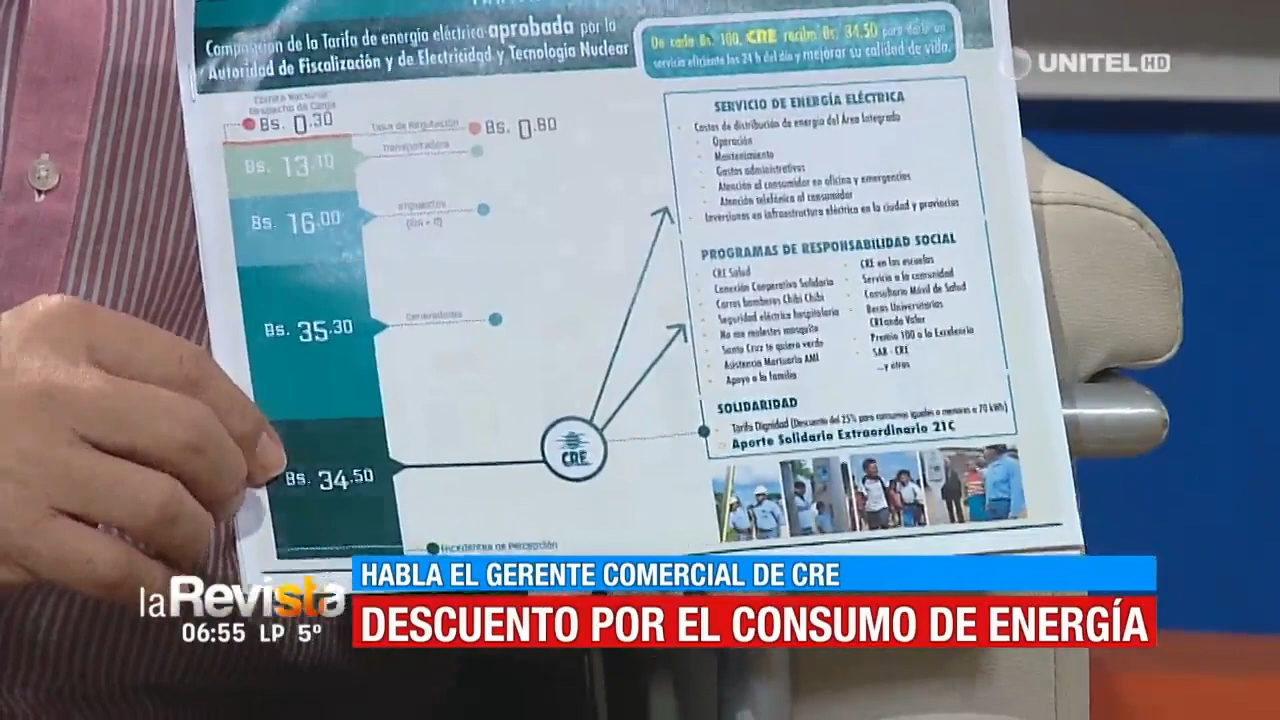 Composición de la Tarifa de energía eléctrica aprobada por la
Autoridad de Fiscalización y de Electricidad y Tecnología Nuclear
De cada Bs. 100, CRE recibe Bs. 34.50 para darle un
servicio eficiente las 24 h del día y mejorar su calidad de vida.
UNITEL HD
Despacho de Carga
Bs. 0.30
Tasa de Regulación
Bs. 0.80
Bs. 13.10
Transportadora
Bs. 16.00
Impuestos
Bs. 35.30
Generadoras
Bs. 34.50
CRE
SERVICIO DE ENERGÍA ELÉCTRICA
Costos de distribución de energía del Área Integrada
Operación
Mantenimiento
Gastos administrativos
Atención al consumidor en oficina y emergencias
Atención telefónica al consumidor
Inversiones en infraestructura eléctrica en la ciudad y provincias
PROGRAMAS DE RESPONSABILIDAD SOCIAL
CRE Salud
Conexión Cooperativa Solidaria
Carros bomberos Chibi Chibi
Seguridad eléctrica hospitalaria
No me molestes mosquito
Santa Cruz te quiero verde
Asistencia Mortuoria AMI
Apoyo a la familia
CRE en las escuelas
Servicio a la comunidad
Consultorio Móvil de Salud
Becas Universitarias
CREando Valor
Premio 100 a la Excelencia
SAR - CRE
...y otros
SOLIDARIDAD
Tarifa Dignidad (Descuento del 25% para consumos iguales o menores a 70 kWh)
Aporte Solidario Extraordinario 21C
HABLA EL GERENTE COMERCIAL DE CRE
DESCUENTO POR EL CONSUMO DE ENERGÍA
la Revista
06:55 LP 5º